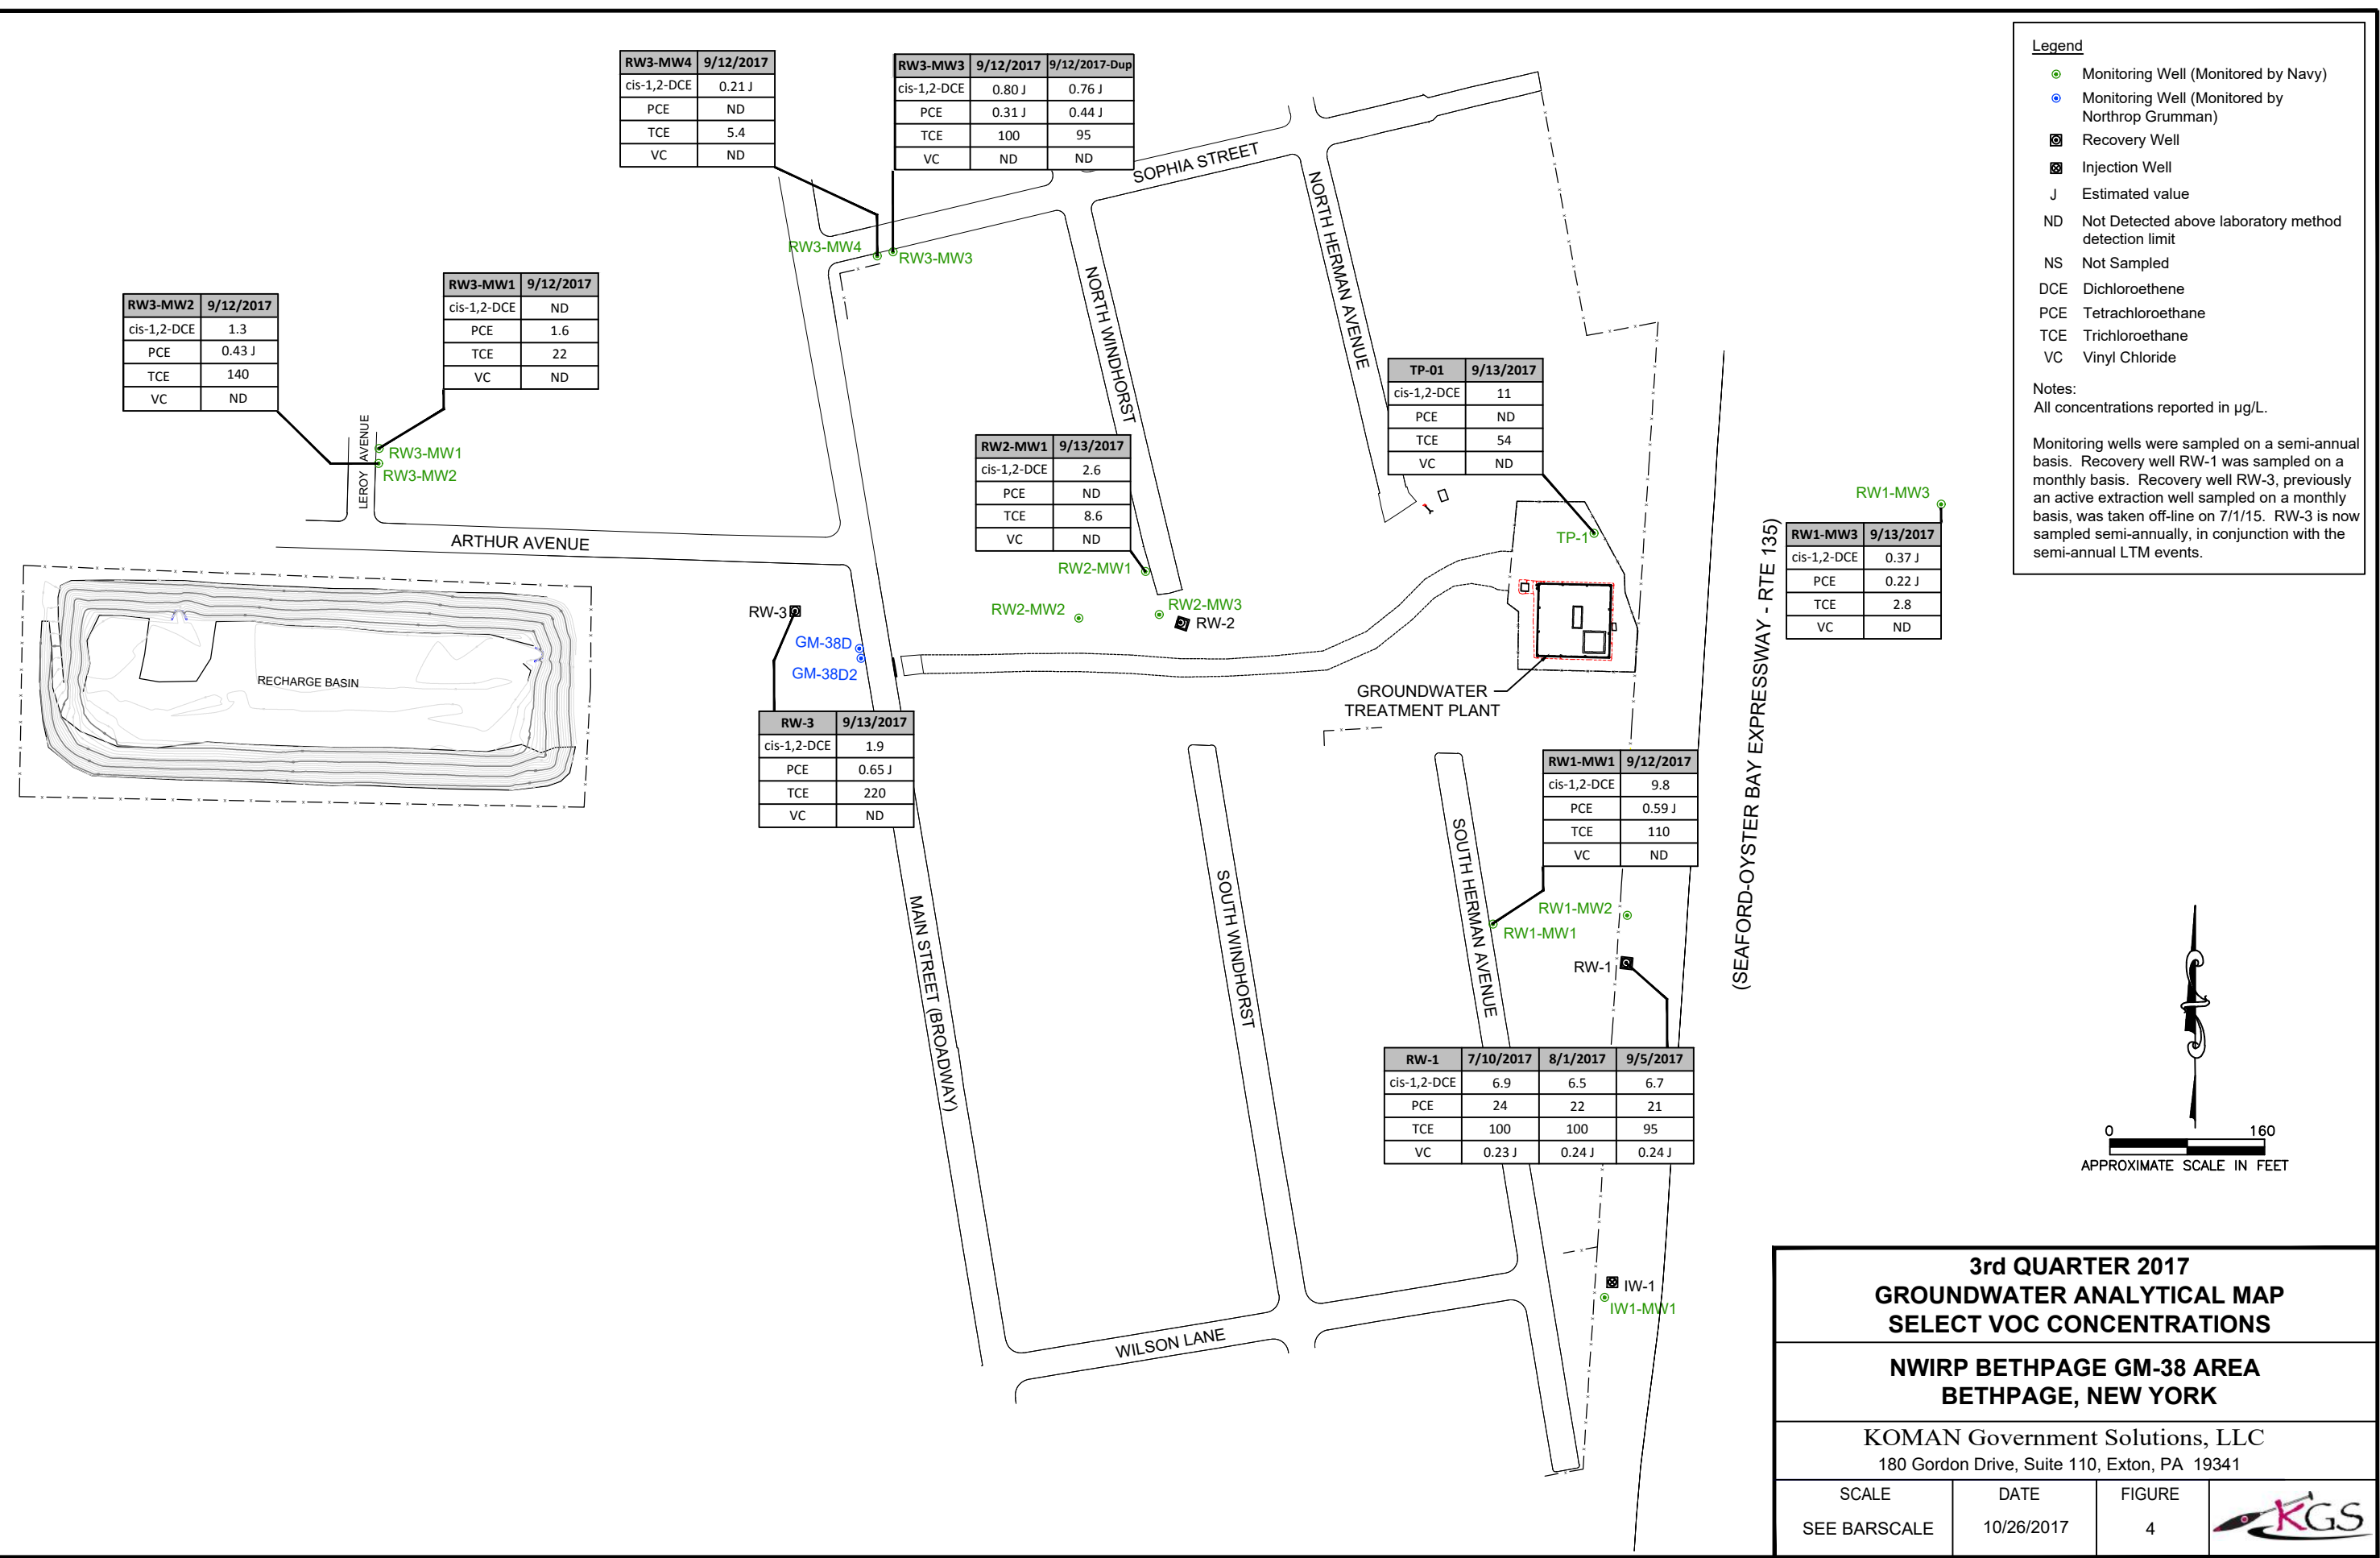 RW3-MW4 9/12/2017
cis-1,2-DCE 0.21 J
PCE ND
TCE 5.4
VC ND
RW3-MW3 9/12/2017 9/12/2017-Dup
cis-1,2-DCE 0.80 J 0.76 J
PCE 0.31 J 0.44 J
TCE 100 95
VC ND ND
SOPHIA STREET
NORTH HERMAN AVENUE
NORTH WINDHORST
RW3-MW4
RW3-MW3
RW3-MW2 9/12/2017
cis-1,2-DCE 1.3
PCE 0.43 J
TCE 140
VC ND
RW3-MW1 9/12/2017
cis-1,2-DCE ND
PCE 1.6
TCE 22
VC ND
LEROY AVENUE
RW3-MW1
RW3-MW2
ARTHUR AVENUE
RECHARGE BASIN
RW2-MW1 9/13/2017
cis-1,2-DCE 2.6
PCE ND
TCE 8.6
VC ND
RW2-MW1
RW2-MW2
RW2-MW3
RW-2
TP-01 9/13/2017
cis-1,2-DCE 11
PCE ND
TCE 54
VC ND
TP-1
RW-3
GM-38D
GM-38D2
GROUNDWATER
TREATMENT PLANT
RW-3 9/13/2017
cis-1,2-DCE 1.9
PCE 0.65 J
TCE 220
VC ND
RW1-MW3
RW1-MW3 9/13/2017
cis-1,2-DCE 0.37 J
PCE 0.22 J
TCE 2.8
VC ND
(SEAFORD-OYSTER BAY EXPRESSWAY - RTE 135)
RW1-MW1 9/12/2017
cis-1,2-DCE 9.8
PCE 0.59 J
TCE 110
VC ND
MAIN STREET (BROADWAY)
SOUTH WINDHORST
SOUTH HERMAN AVENUE
RW1-MW2
RW1-MW1
RW-1
RW-1 7/10/2017 8/1/2017 9/5/2017
cis-1,2-DCE 6.9 6.5 6.7
PCE 24 22 21
TCE 100 100 95
VC 0.23 J 0.24 J 0.24 J
IW-1
IW1-MW1
WILSON LANE
Legend
Monitoring Well (Monitored by Navy)
Monitoring Well (Monitored by
Northrop Grumman)
Recovery Well
Injection Well
J Estimated value
ND Not Detected above laboratory method
detection limit
NS Not Sampled
DCE Dichloroethene
PCE Tetrachloroethane
TCE Trichloroethane
VC Vinyl Chloride
Notes:
All concentrations reported in µg/L.
Monitoring wells were sampled on a semi-annual
basis. Recovery well RW-1 was sampled on a
monthly basis. Recovery well RW-3, previously
an active extraction well sampled on a monthly
basis, was taken off-line on 7/1/15. RW-3 is now
sampled semi-annually, in conjunction with the
semi-annual LTM events.
0 160
APPROXIMATE SCALE IN FEET
3rd QUARTER 2017
GROUNDWATER ANALYTICAL MAP
SELECT VOC CONCENTRATIONS
NWIRP BETHPAGE GM-38 AREA
BETHPAGE, NEW YORK
KOMAN Government Solutions, LLC
180 Gordon Drive, Suite 110, Exton, PA 19341
SCALE DATE FIGURE
SEE BARSCALE 10/26/2017 4
KGS